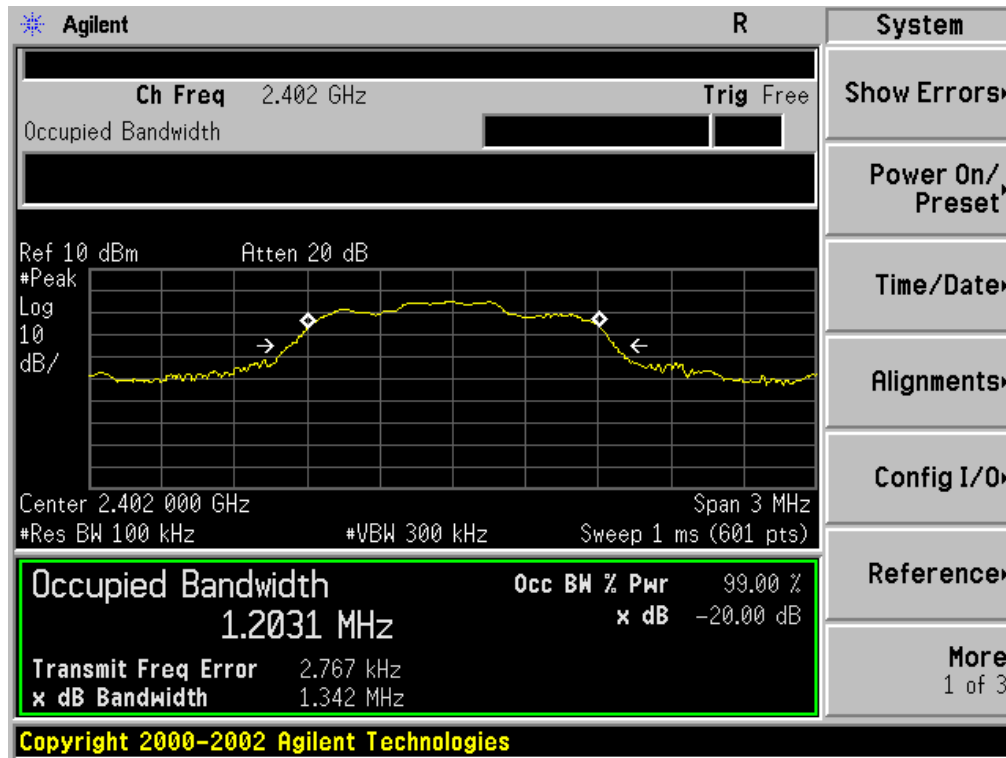 Agilent R System
Ch Freq 2.402 GHz Trig Free
Occupied Bandwidth
Show Errors
Power On/
Preset
Time/Date
Alignments
Config I/O
Reference
More
1 of 3
Ref 10 dBm Atten 20 dB
#Peak
Log
10
dB/
Center 2.402 000 GHz Span 3 MHz
#Res BW 100 kHz #VBW 300 kHz Sweep 1 ms (601 pts)
Occupied Bandwidth Occ BW % Pwr 99.00 %
1.2031 MHz x dB -20.00 dB
Transmit Freq Error 2.767 kHz
x dB Bandwidth 1.342 MHz
Copyright 2000-2002 Agilent Technologies